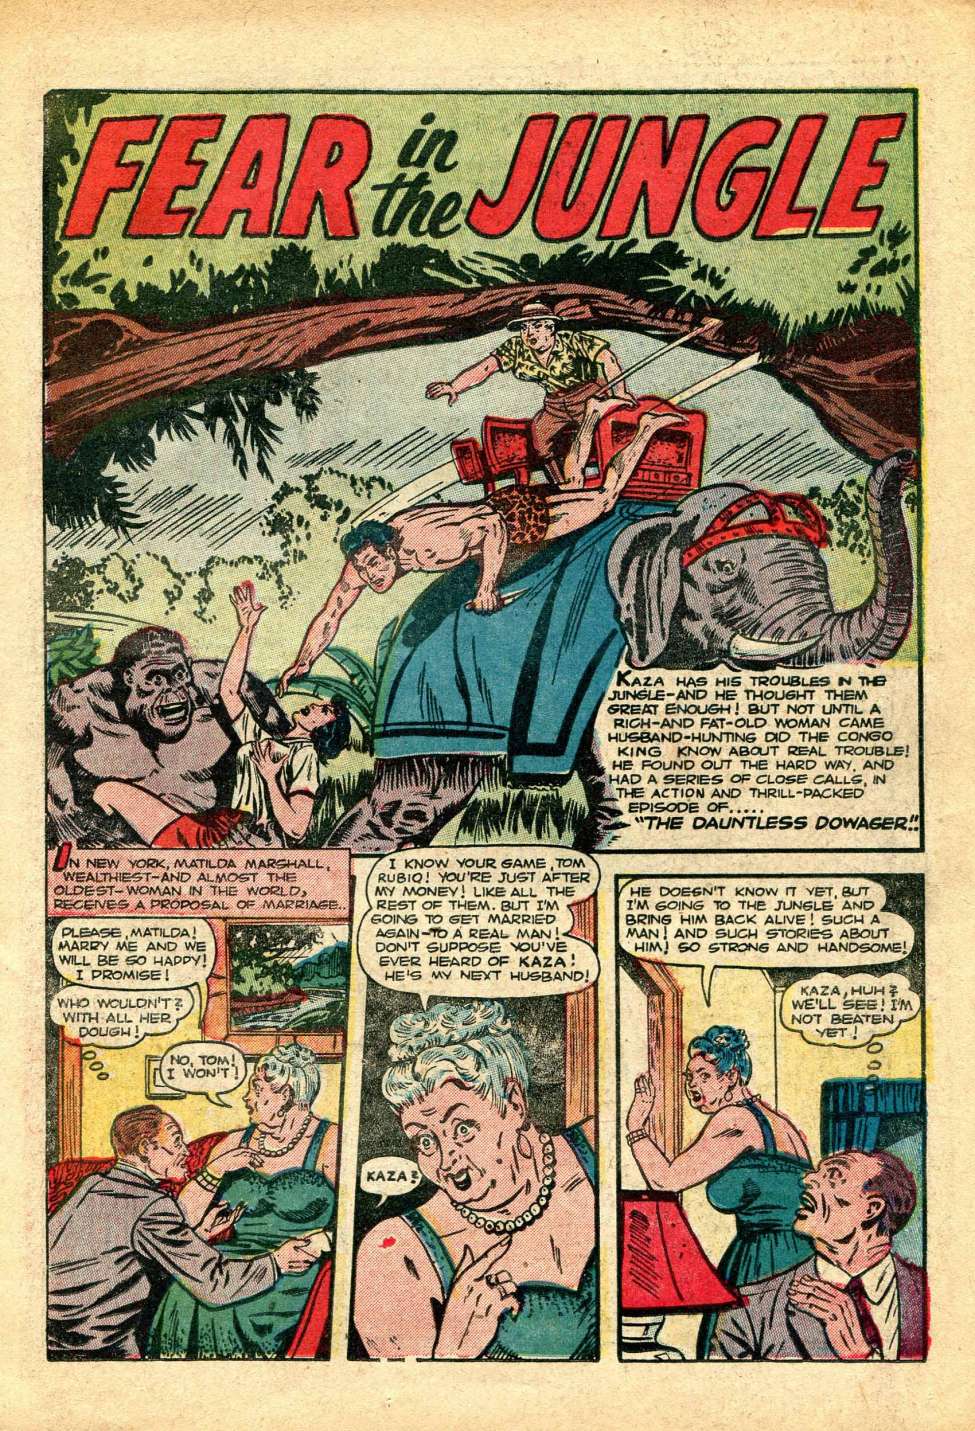 FEAR in the JUNGLE
KAZA HAS HIS TROUBLES IN THE
JUNGLE-AND HE THOUGHT THEM
GREAT ENOUGH! BUT NOT UNTIL A
RICH-AND FAT-OLD WOMAN CAME
HUSBAND-HUNTING DID THE CONGO
KING KNOW ABOUT REAL TROUBLE!
HE FOUND OUT THE HARD WAY, AND
HAD A SERIES OF CLOSE CALLS, IN
THE ACTION AND THRILL-PACKED
EPISODE OF.....
"THE DAUNTLESS DOWAGER!"
IN NEW YORK, MATILDA MARSHALL,
WEALTHIEST-AND ALMOST THE
OLDEST-WOMAN IN THE WORLD,
RECEIVES A PROPOSAL OF MARRIAGE..
PLEASE, MATILDA!
MARRY ME AND WE
WILL BE SO HAPPY!
I PROMISE!
WHO WOULDN'T?
WITH ALL HER
DOUGH!
NO, TOM!
I WON'T!
I KNOW YOUR GAME, TOM
RUBIO! YOU'RE JUST AFTER
MY MONEY! LIKE ALL THE
REST OF THEM. BUT I'M
GOING TO GET MARRIED
AGAIN-TO A REAL MAN!
DON'T SUPPOSE YOU'VE
EVER HEARD OF KAZA!
HE'S MY NEXT HUSBAND!
KAZA?
HE DOESN'T KNOW IT YET, BUT
I'M GOING TO THE JUNGLE AND
BRING HIM BACK ALIVE! SUCH A
MAN! AND SUCH STORIES ABOUT
HIM! SO STRONG AND HANDSOME!
KAZA, HUH?
WE'LL SEE! I'M
NOT BEATEN
YET!